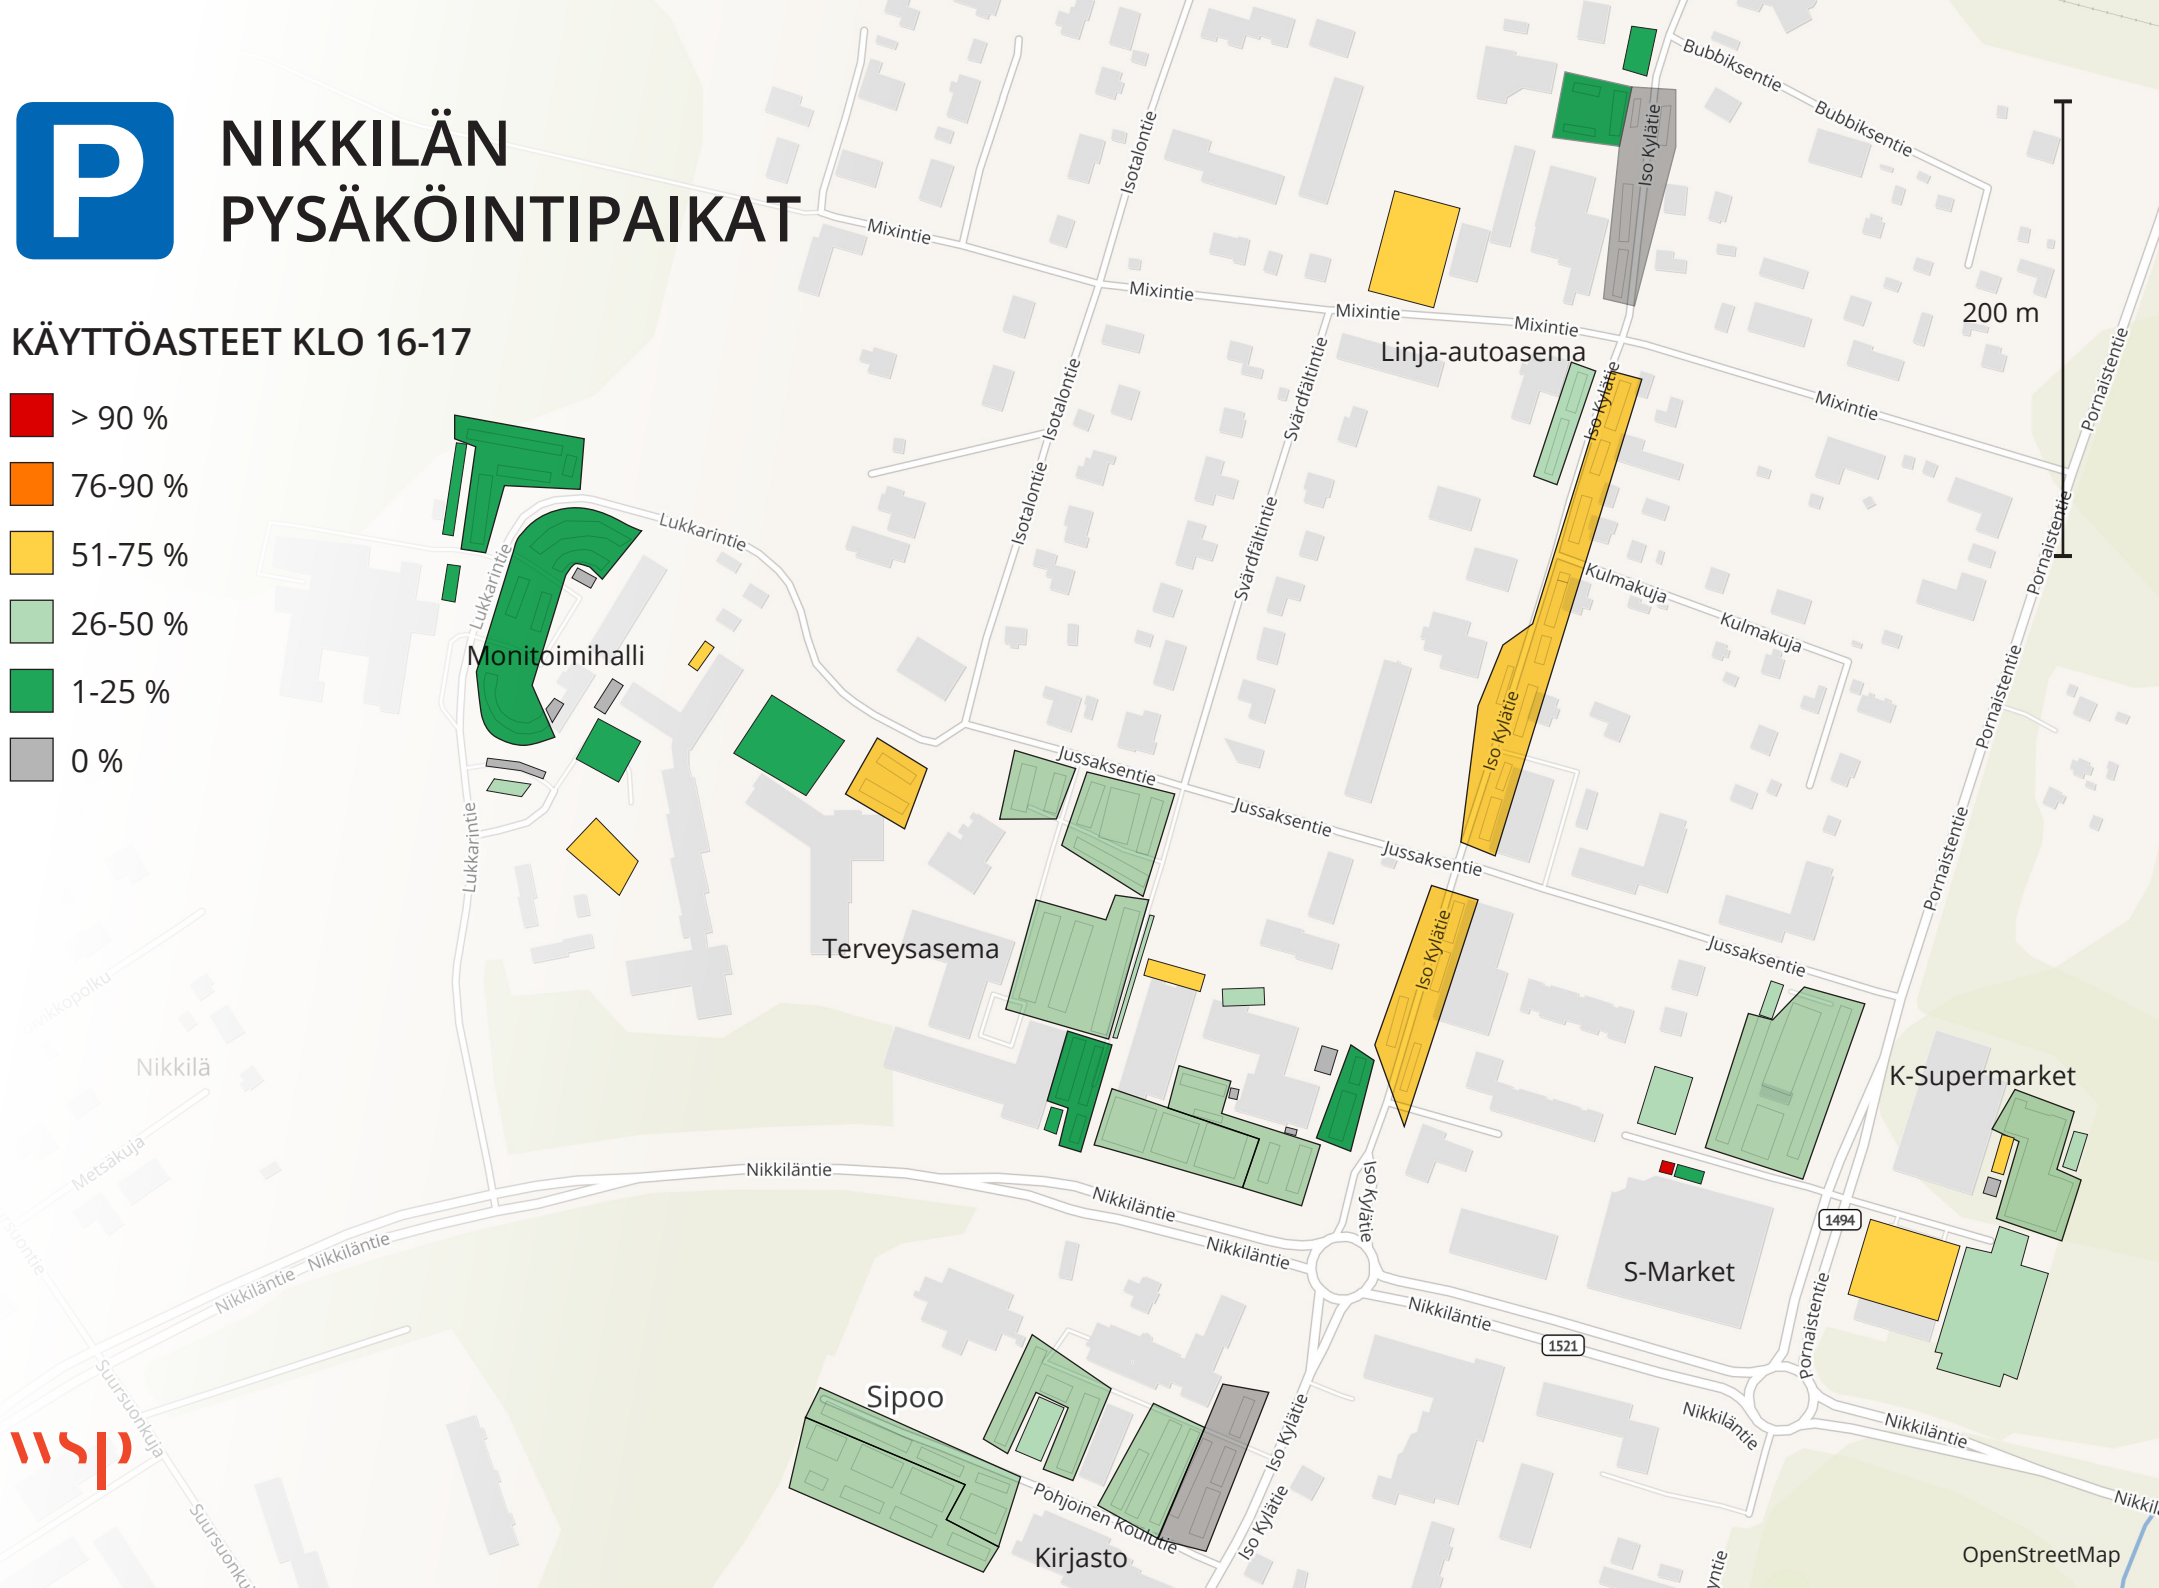 P
NIKKILÄN
PYSÄKÖINTIPAIKAT
KÄYTTÖASTEET KLO 16-17
> 90 %
76-90 %
51-75 %
26-50 %
1-25 %
0 %
Bubbiksentie
Bubbiksentie
Iso Kylätie
Isotalontie
200 m
Mixintie
Mixintie
Mixintie
Mixintie
Linja-autoasema
Mixintie
Pornaistentie
Iso Kylätie
Svärdfältintie
Isotalontie
Isotalontie
Lukkarintie
Lukkarintie
Svärdfältintie
Pornaistentie
Kulmakuja
Kulmakuja
Monitoimihalli
Pornaistentie
Iso Kylätie
Jussaksentie
Jussaksentie
Jussaksentie
Lukkarintie
Pornaistentie
Terveysasema
Iso Kylätie
Jussaksentie
Nikkilä
K-Supermarket
Metsäkuja
Nikkiläntie
Nikkiläntie
Iso Kylätie
1494
Nikkiläntie
Nikkiläntie
Nikkiläntie
S-Market
Nikkiläntie
1521
Pornaistentie
Suursuonkuja
Sipoo
Nikkiläntie
Nikkiläntie
Iso Kylätie
wsp
Pohjoinen Koulutie
Iso Kylätie
Suursuonku
Kirjasto
Nikkil
OpenStreetMap